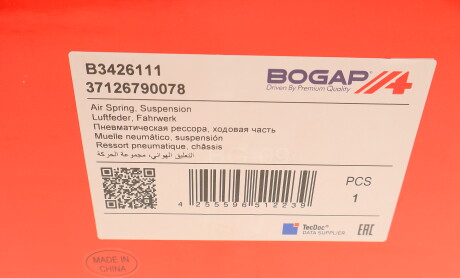 B3426111
37126790078
BOGAP
Driven By Premium Quality
Air Spring, Suspension
Luftfeder, Fahrwerk
Пневматическая рессора, ходовая часть
Muelle neumático, suspensión
Ressort pneumatique, châssis
التعليق الهوائي، مجموعة الحركة
PCS
1
4 255596 512239
TecDoc
DATA SUPPLIER
EAC
MADE IN
CHINA